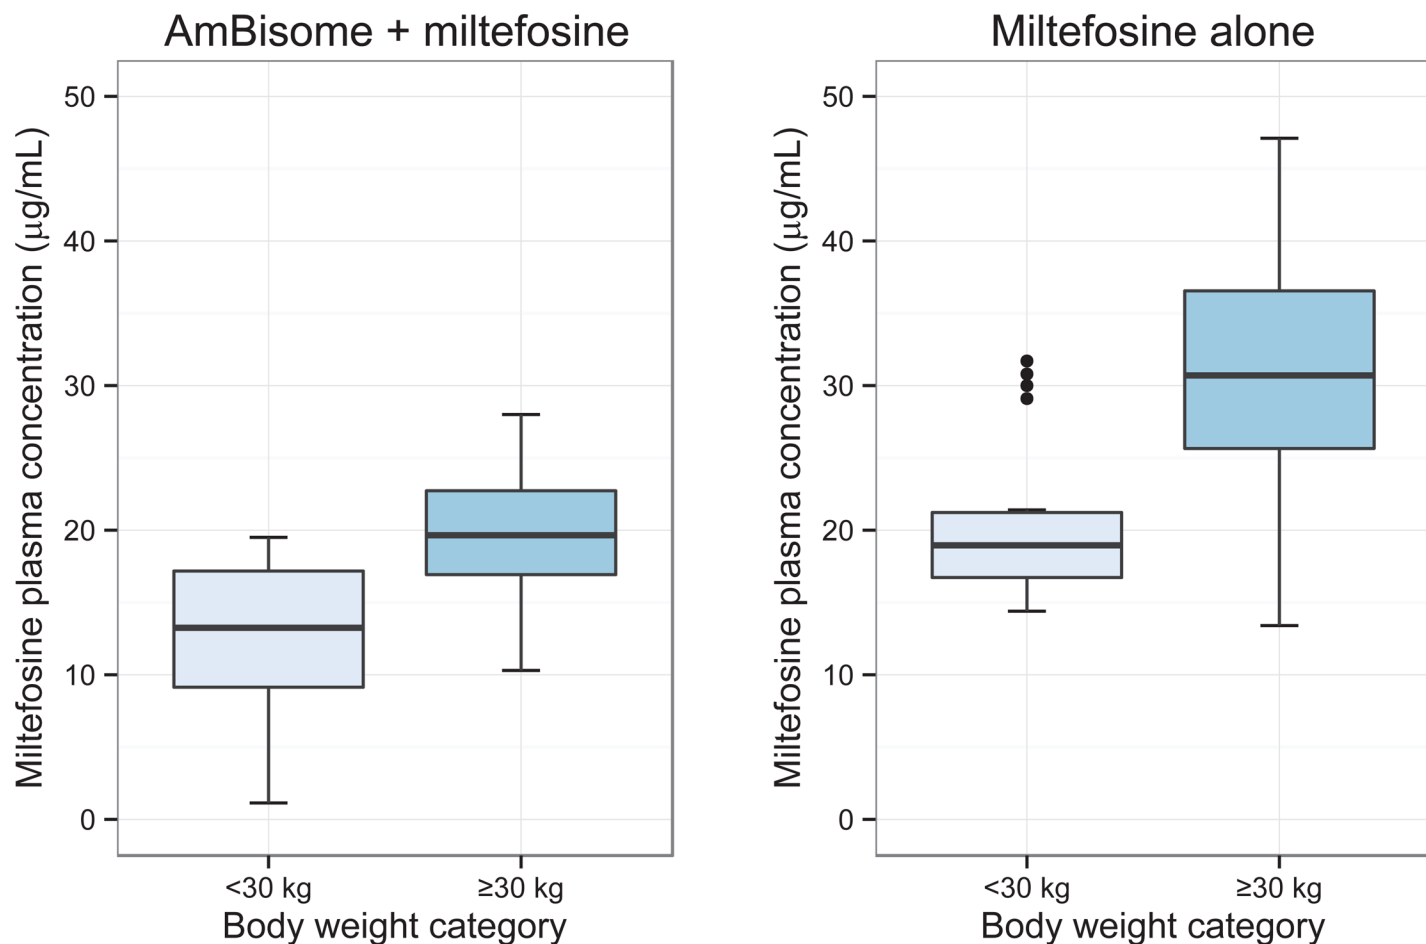 AmBisome + miltefosine
Miltefosine plasma concentration (μg/mL)
50
40
30
20
10
0
<30 kg
≥30 kg
Body weight category
Miltefosine alone
Miltefosine plasma concentration (μg/mL)
50
40
30
20
10
0
<30 kg
≥30 kg
Body weight category